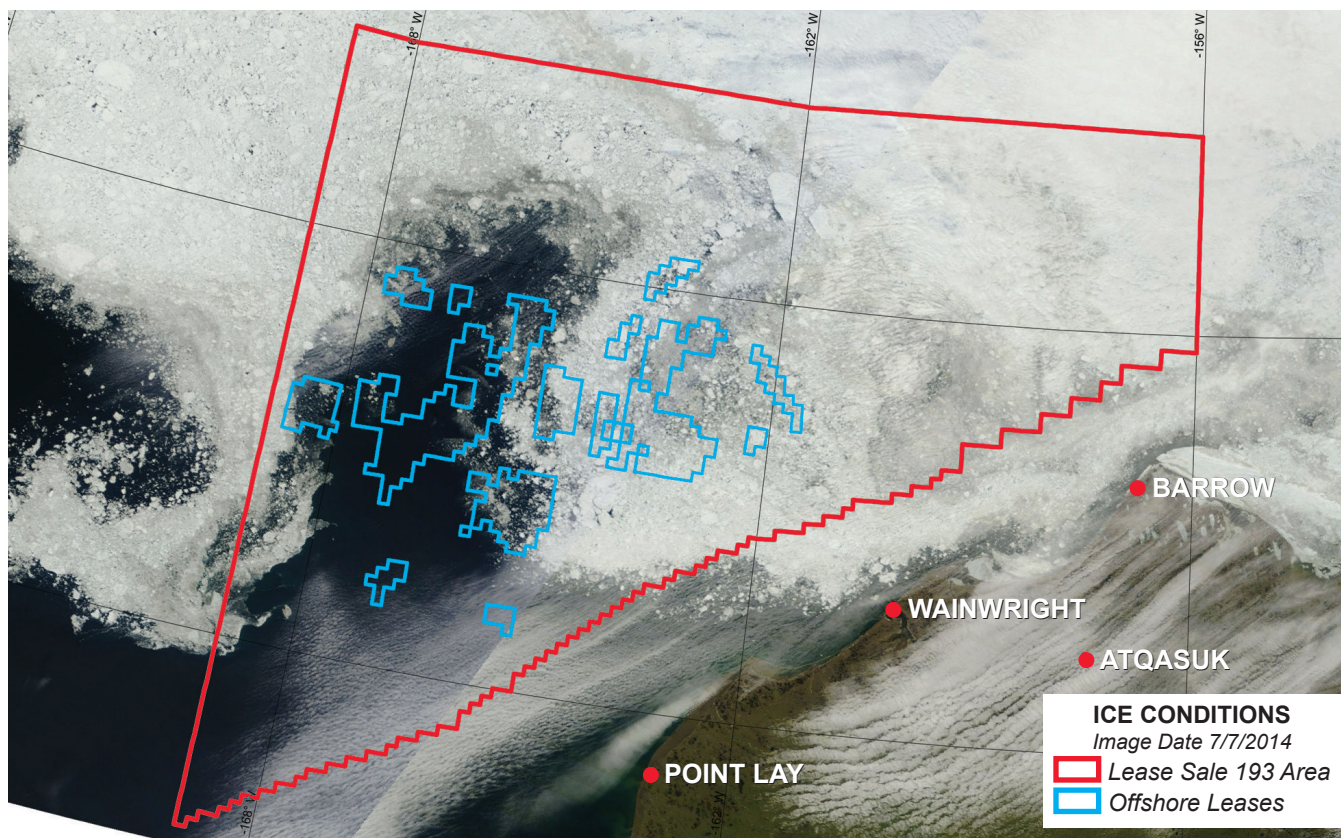 -168° W
-162° W
-156° W
BARROW
WAINWRIGHT
ATQASUK
POINT LAY
-168° W
-162° W
ICE CONDITIONS
Image Date 7/7/2014
Lease Sale 193 Area
Offshore Leases